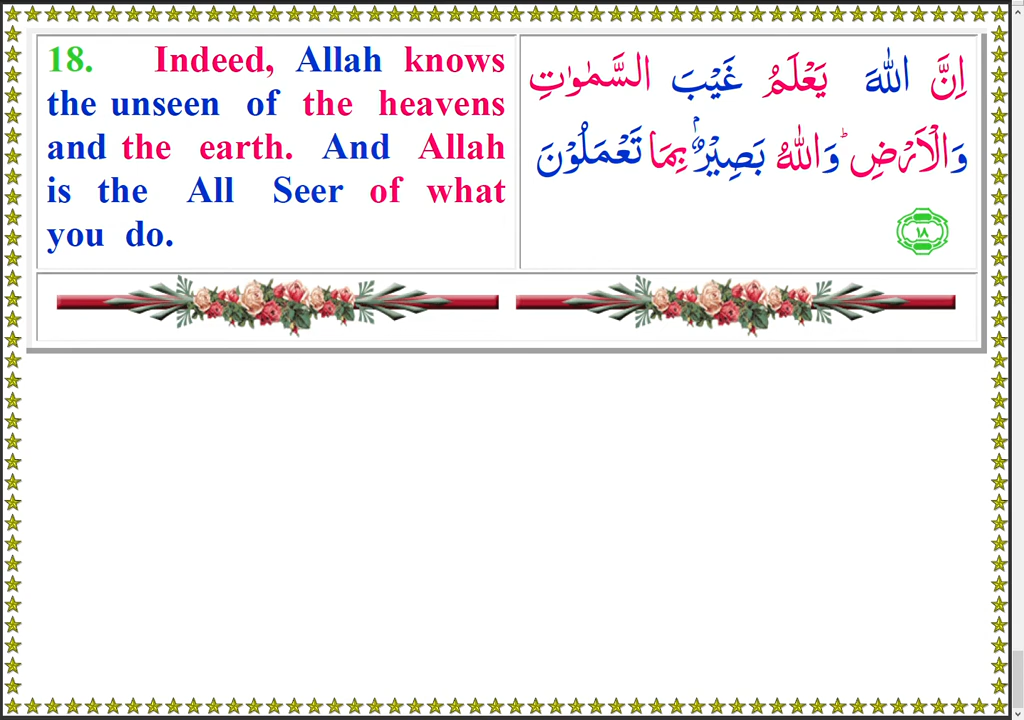 18. Indeed, Allah knows
the unseen of the heavens
and the earth. And Allah
is the All Seer of what
you do.
اِنَّ اللّٰهَ يَعْلَمُ غَيْبَ السَّمٰوٰتِ
وَالْاَرْضِ ؕ وَاللّٰهُ بَصِيْرٌۢ بِمَا تَعْمَلُوْنَ
۱۸